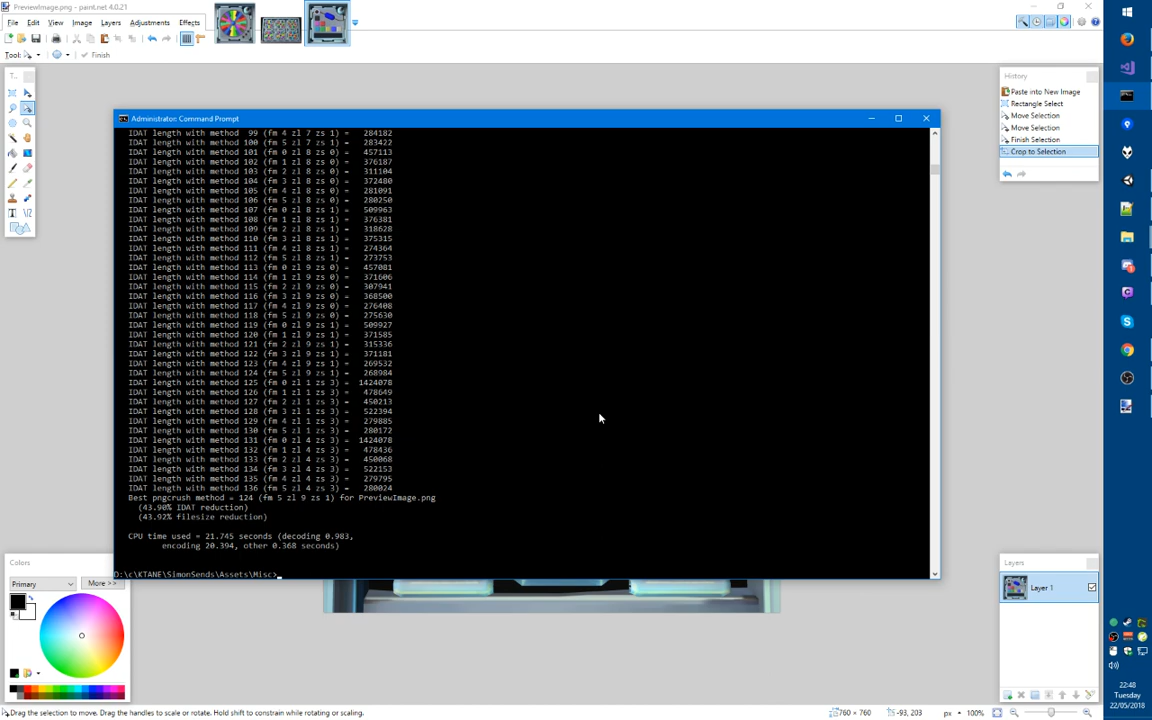 PreviewImage.png - paint.net 4.0.21
File Edit View Image Layers Adjustments Effects
Tool: Finish
T...
History
Paste into New Image
Rectangle Select
Move Selection
Move Selection
Finish Selection
Crop to Selection
Administrator: Command Prompt
IDAT length with method 99 (fm 4 zl 7 zs 1) = 284182
IDAT length with method 100 (fm 5 zl 7 zs 1) = 283422
IDAT length with method 101 (fm 0 zl 8 zs 0) = 457113
IDAT length with method 102 (fm 1 zl 8 zs 0) = 376187
IDAT length with method 103 (fm 2 zl 8 zs 0) = 311104
IDAT length with method 104 (fm 3 zl 8 zs 0) = 372480
IDAT length with method 105 (fm 4 zl 8 zs 0) = 281091
IDAT length with method 106 (fm 5 zl 8 zs 0) = 280250
IDAT length with method 107 (fm 0 zl 8 zs 1) = 509963
IDAT length with method 108 (fm 1 zl 8 zs 1) = 376381
IDAT length with method 109 (fm 2 zl 8 zs 1) = 318628
IDAT length with method 110 (fm 3 zl 8 zs 1) = 375315
IDAT length with method 111 (fm 4 zl 8 zs 1) = 274364
IDAT length with method 112 (fm 5 zl 8 zs 1) = 273753
IDAT length with method 113 (fm 0 zl 9 zs 0) = 457081
IDAT length with method 114 (fm 1 zl 9 zs 0) = 371606
IDAT length with method 115 (fm 2 zl 9 zs 0) = 307941
IDAT length with method 116 (fm 3 zl 9 zs 0) = 368500
IDAT length with method 117 (fm 4 zl 9 zs 0) = 276408
IDAT length with method 118 (fm 5 zl 9 zs 0) = 275630
IDAT length with method 119 (fm 0 zl 9 zs 1) = 509927
IDAT length with method 120 (fm 1 zl 9 zs 1) = 371585
IDAT length with method 121 (fm 2 zl 9 zs 1) = 315336
IDAT length with method 122 (fm 3 zl 9 zs 1) = 371181
IDAT length with method 123 (fm 4 zl 9 zs 1) = 269532
IDAT length with method 124 (fm 5 zl 9 zs 1) = 268984
IDAT length with method 125 (fm 0 zl 1 zs 3) = 1424078
IDAT length with method 126 (fm 1 zl 1 zs 3) = 478649
IDAT length with method 127 (fm 2 zl 1 zs 3) = 450213
IDAT length with method 128 (fm 3 zl 1 zs 3) = 522394
IDAT length with method 129 (fm 4 zl 1 zs 3) = 279885
IDAT length with method 130 (fm 5 zl 1 zs 3) = 280172
IDAT length with method 131 (fm 0 zl 4 zs 3) = 1424078
IDAT length with method 132 (fm 1 zl 4 zs 3) = 478436
IDAT length with method 133 (fm 2 zl 4 zs 3) = 450068
IDAT length with method 134 (fm 3 zl 4 zs 3) = 522153
IDAT length with method 135 (fm 4 zl 4 zs 3) = 279795
IDAT length with method 136 (fm 5 zl 4 zs 3) = 280024
Best pngcrush method = 124 (fm 5 zl 9 zs 1) for PreviewImage.png
(43.90% IDAT reduction)
(43.92% filesize reduction)
CPU time used = 21.745 seconds (decoding 0.983,
encoding 20.394, other 0.368 seconds)
D:\c\KTANE\SimonSends\Assets\Misc>_
Colors
Primary More >>
Layers
Layer 1
Drag the selection to move. Drag the handles to scale or rotate. Hold shift to constrain while rotating or scaling.
760 × 760 -93, 203 px 100%
22:48
Tuesday
22/05/2018